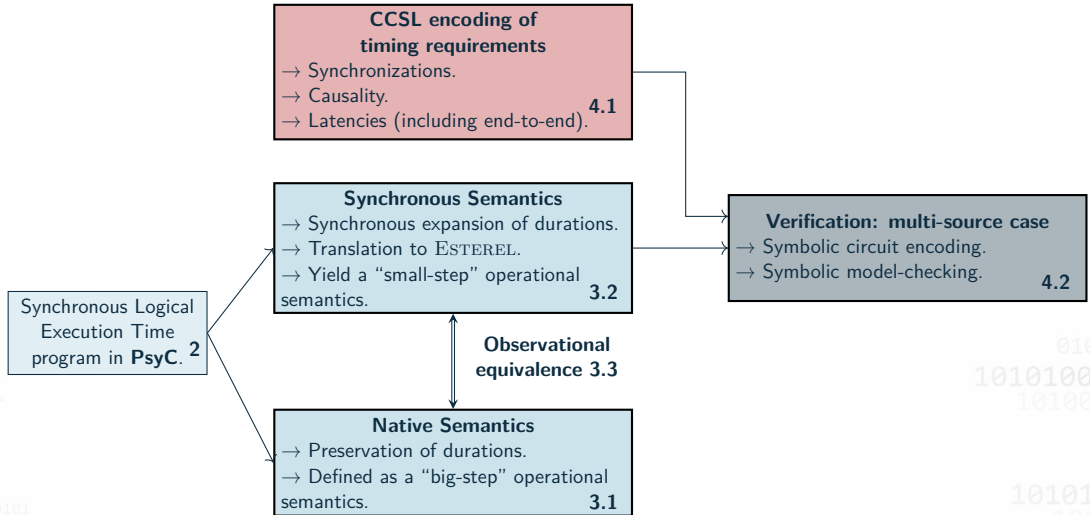 CCSL encoding of
timing requirements
→ Synchronizations.
→ Causality.
→ Latencies (including end-to-end).
4.1
Synchronous Semantics
→ Synchronous expansion of durations.
→ Translation to ESTEREL.
→ Yield a “small-step” operational
semantics.
3.2
Verification: multi-source case
→ Symbolic circuit encoding.
→ Symbolic model-checking.
4.2
Synchronous Logical
Execution Time
program in PsyC. 2
Observational
equivalence 3.3
Native Semantics
→ Preservation of durations.
→ Defined as a “big-step” operational
semantics.
3.1
010
1010100
10100
10101